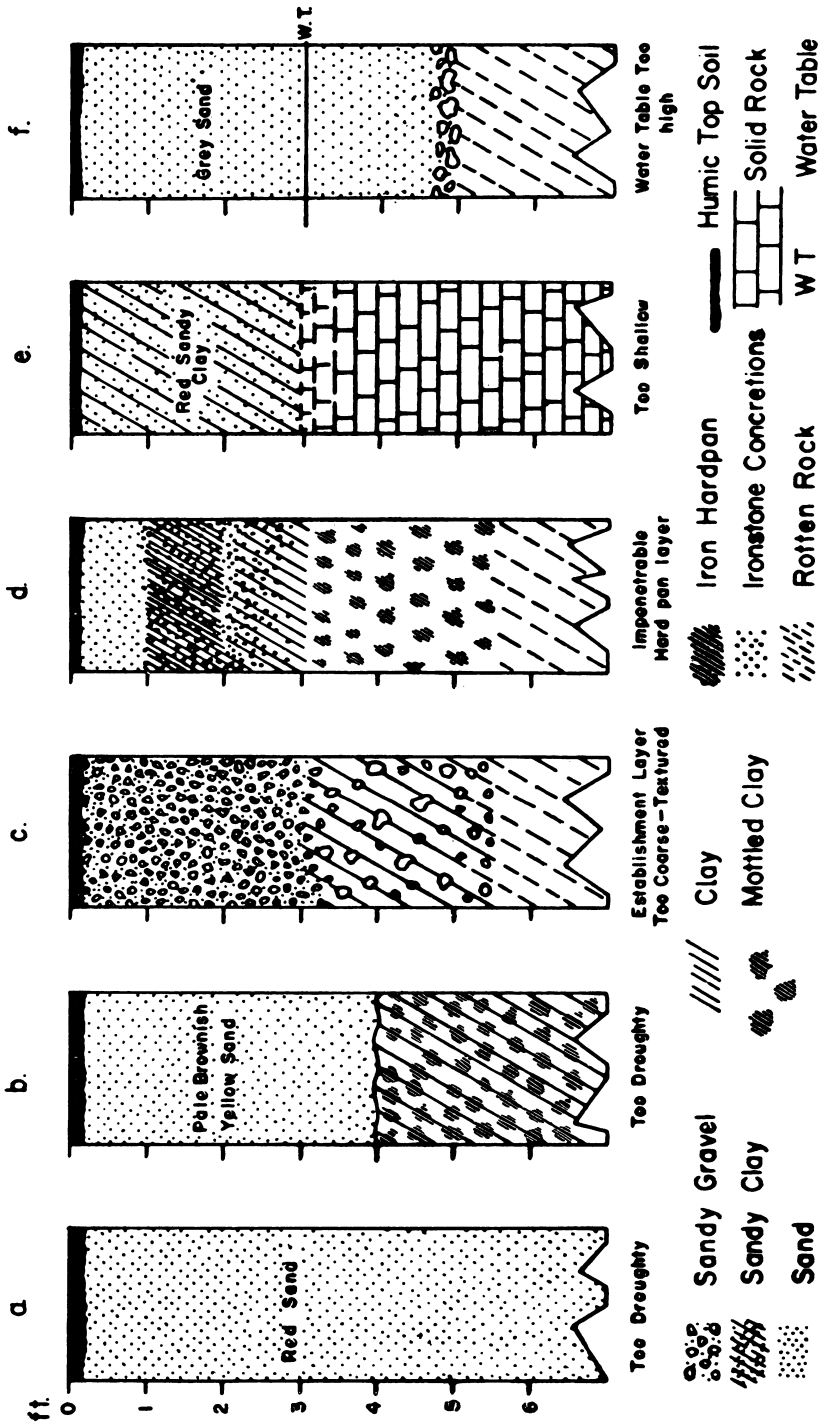 ft.
0
1
2
3
4
5
6
a
b.
c.
d.
e.
f.
Red Sand
Pale Brownish
Yellow Sand
Red Sandy
Clay
Grey Sand
W.T.
Too Droughty
Too Droughty
Establishment Layer
Too Coarse-Textured
Impenetrable
Hard pan layer
Too Shallow
Water Table Too
high
Sandy Gravel
Clay
Iron Hardpan
Humic Top Soil
Sandy Clay
Mottled Clay
Ironstone Concretions
Solid Rock
Sand
Rotten Rock
W T
Water Table